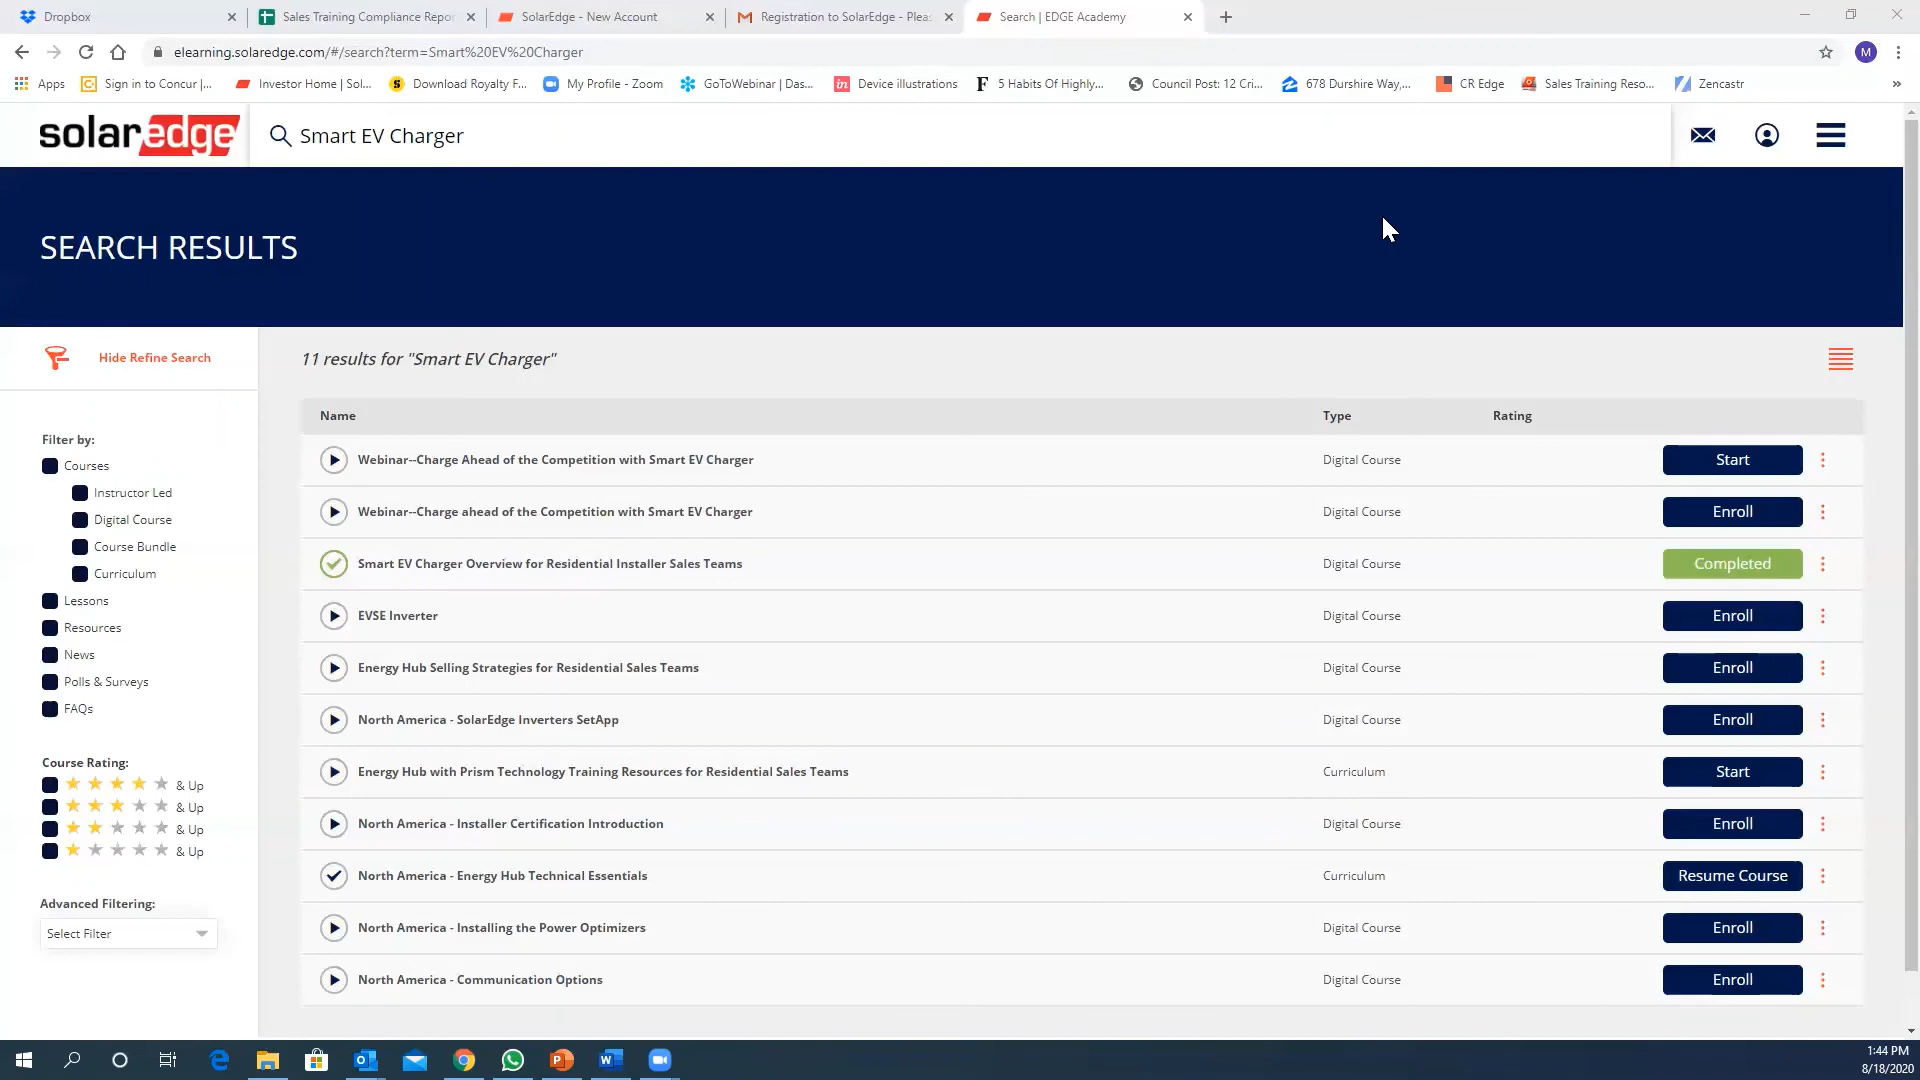 Dropbox
Sales Training Compliance Repor
SolarEdge - New Account
Registration to SolarEdge - Pleas
Search | EDGE Academy
elearning.solaredge.com/#/search?term=Smart%20EV%20Charger
M
Apps
Sign in to Concur |...
Investor Home | Sol...
Download Royalty F...
My Profile - Zoom
GoToWebinar | Das...
Device illustrations
5 Habits Of Highly...
Council Post: 12 Cri...
678 Durshire Way,...
CR Edge
Sales Training Reso...
Zencastr
solaredge
Smart EV Charger
SEARCH RESULTS
Hide Refine Search
11 results for "Smart EV Charger"
Filter by:
Courses
Instructor Led
Digital Course
Course Bundle
Curriculum
Lessons
Resources
News
Polls & Surveys
FAQs
Course Rating:
& Up
& Up
& Up
& Up
Advanced Filtering:
Select Filter
Name Type Rating
Webinar--Charge Ahead of the Competition with Smart EV Charger Digital Course Start
Webinar--Charge ahead of the Competition with Smart EV Charger Digital Course Enroll
Smart EV Charger Overview for Residential Installer Sales Teams Digital Course Completed
EVSE Inverter Digital Course Enroll
Energy Hub Selling Strategies for Residential Sales Teams Digital Course Enroll
North America - SolarEdge Inverters SetApp Digital Course Enroll
Energy Hub with Prism Technology Training Resources for Residential Sales Teams Curriculum Start
North America - Installer Certification Introduction Digital Course Enroll
North America - Energy Hub Technical Essentials Curriculum Resume Course
North America - Installing the Power Optimizers Digital Course Enroll
North America - Communication Options Digital Course Enroll
1:44 PM
8/18/2020